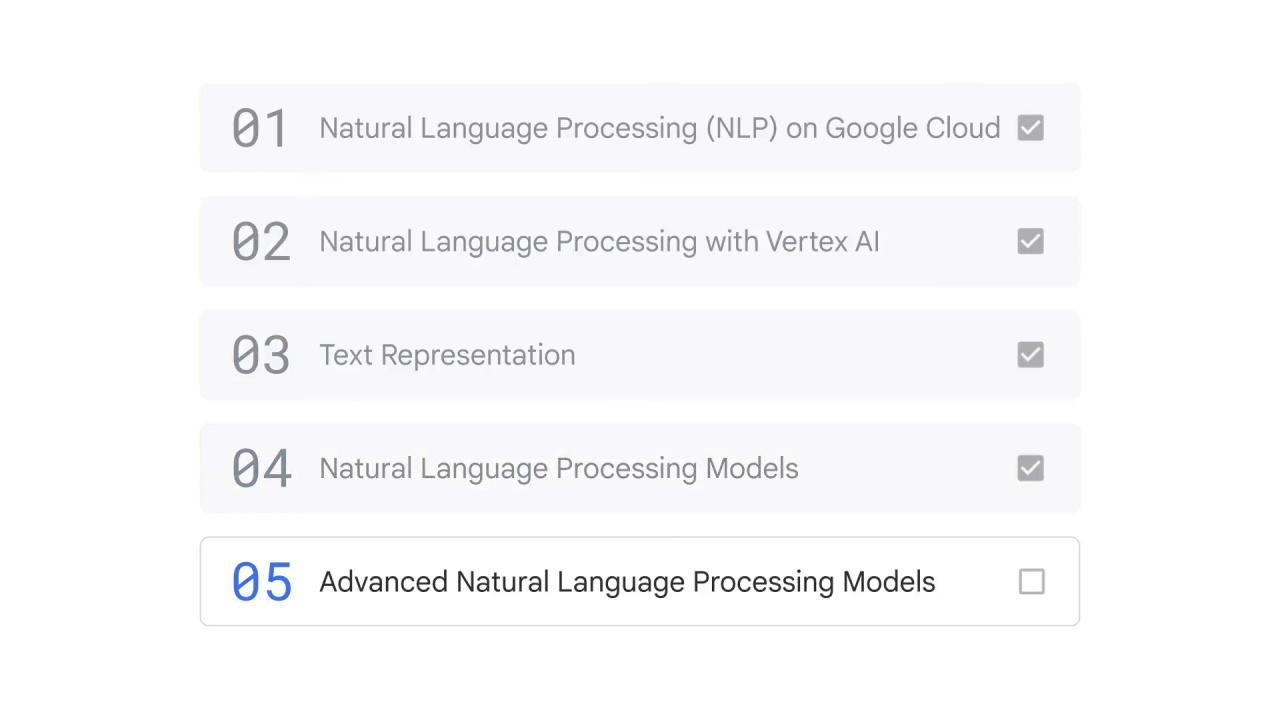 01 Natural Language Processing (NLP) on Google Cloud
02 Natural Language Processing with Vertex AI
03 Text Representation
04 Natural Language Processing Models
05 Advanced Natural Language Processing Models